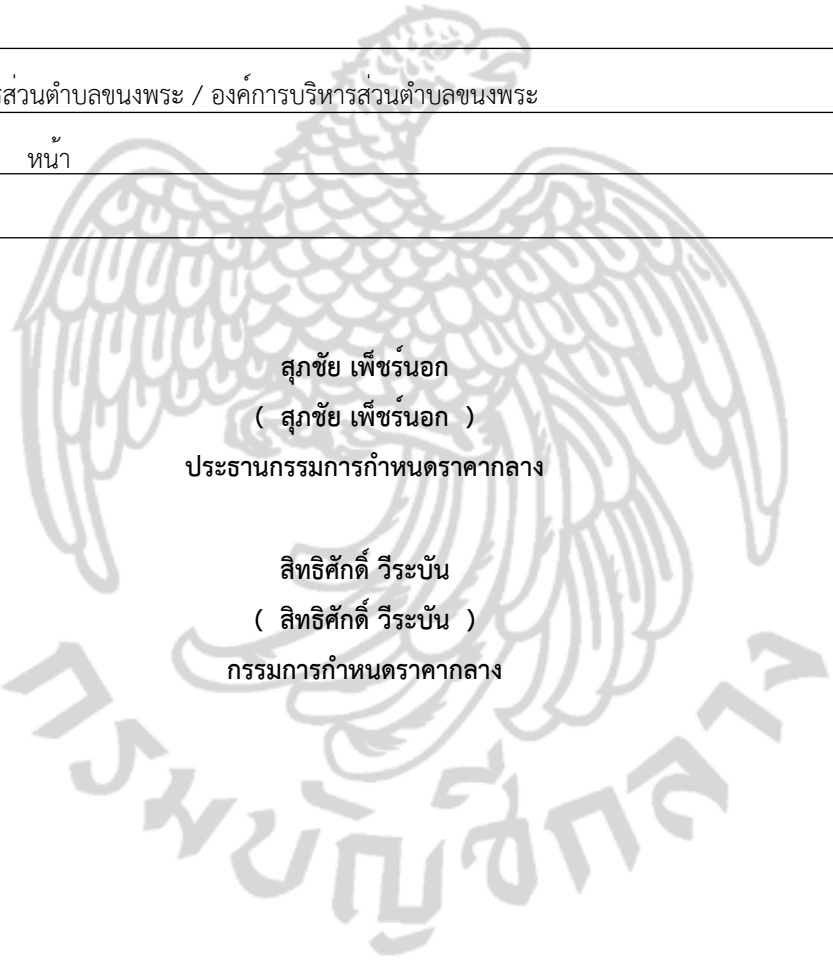 รส่วนตำบลขนงพระ / องค์การบริหารส่วนตำบลขนงพระ
หน้า
สุภชัย เพ็ชร์นอก
( สุภชัย เพ็ชร์นอก )
ประธานกรรมการกำหนดราคากลาง
สิทธิศักดิ์ วีระบัน
( สิทธิศักดิ์ วีระบัน )
กรรมการกำหนดราคากลาง
กรมบัญชีกลาง